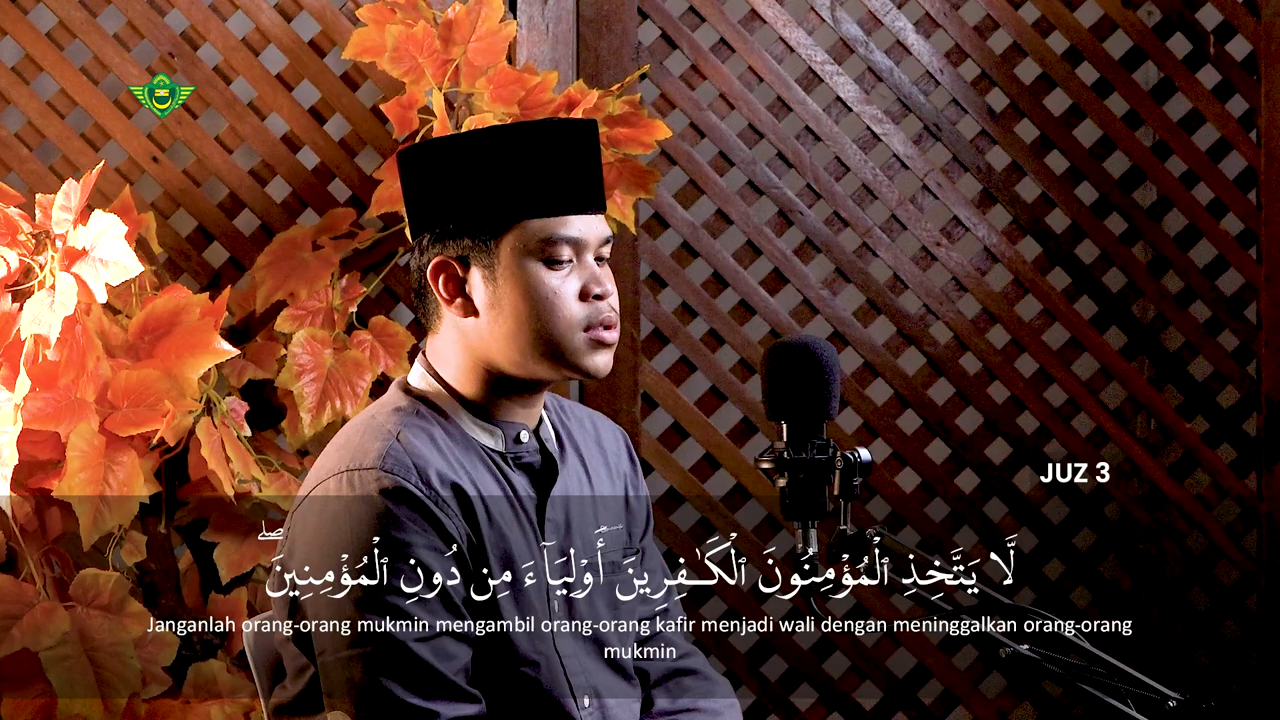 JUZ 3
لَّا يَتَّخِذِ ٱلْمُؤْمِنُونَ ٱلْكَـٰفِرِينَ أَوْلِيَآءَ مِن دُونِ ٱلْمُؤْمِنِينَ ۖ
Janganlah orang-orang mukmin mengambil orang-orang kafir menjadi wali dengan meninggalkan orang-orang
mukmin